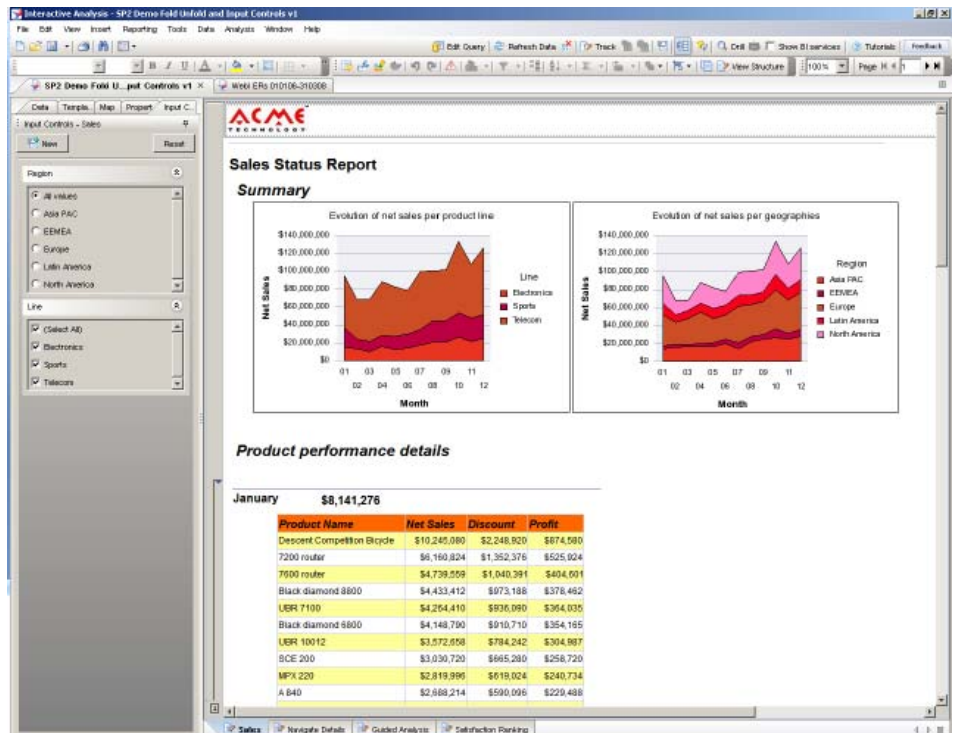 Interactive Analysis - SP2 Demo Fold Unfold and Input Controls v1
File Edit View Insert Reporting Tools Data Analysis Window Help
Edit Query Refresh Data Track Drill Show BI services Tutorials Feedback
B I U A View Structure 100% Page 1
SP2 Demo Fold U...put Controls v1 × Webi ERs 010106-310308
Data Templa.. Map Propert Input C..
Input Controls - Sales
New Reset
Region
All values
Asia PAC
EEMEA
Europe
Latin America
North America
Line
(Select All)
Electronics
Sports
Telecom
ACME
TECHNOLOGY
Sales Status Report
Summary
Evolution of net sales per product line
$140,000,000
$120,000,000
$100,000,000
$80,000,000
$60,000,000
$40,000,000
$20,000,000
$0
Net Sales
01 03 05 07 09 11
02 04 06 08 10 12
Month
Line
Electronics
Sports
Telecom
Evolution of net sales per geographies
$140,000,000
$120,000,000
$100,000,000
$80,000,000
$60,000,000
$40,000,000
$20,000,000
$0
Net Sales
01 03 05 07 09 11
02 04 06 08 10 12
Month
Region
Asia PAC
EEMEA
Europe
Latin America
North America
Product performance details
January $8,141,276
Product Name Net Sales Discount Profit
Descent Competition Bicycle $10,245,080 $2,248,920 $874,580
7200 router $6,160,824 $1,352,376 $525,924
7600 router $4,739,559 $1,040,391 $404,601
Black diamond 8800 $4,433,412 $973,188 $378,462
UBR 7100 $4,264,410 $936,090 $364,035
Black diamond 6800 $4,148,790 $910,710 $354,165
UBR 10012 $3,572,658 $784,242 $304,987
SCE 200 $3,030,720 $665,280 $258,720
MPX 220 $2,819,996 $619,024 $240,734
A 840 $2,688,214 $590,096 $229,488
Sales Navigate Details Guided Analysis Satisfaction Ranking